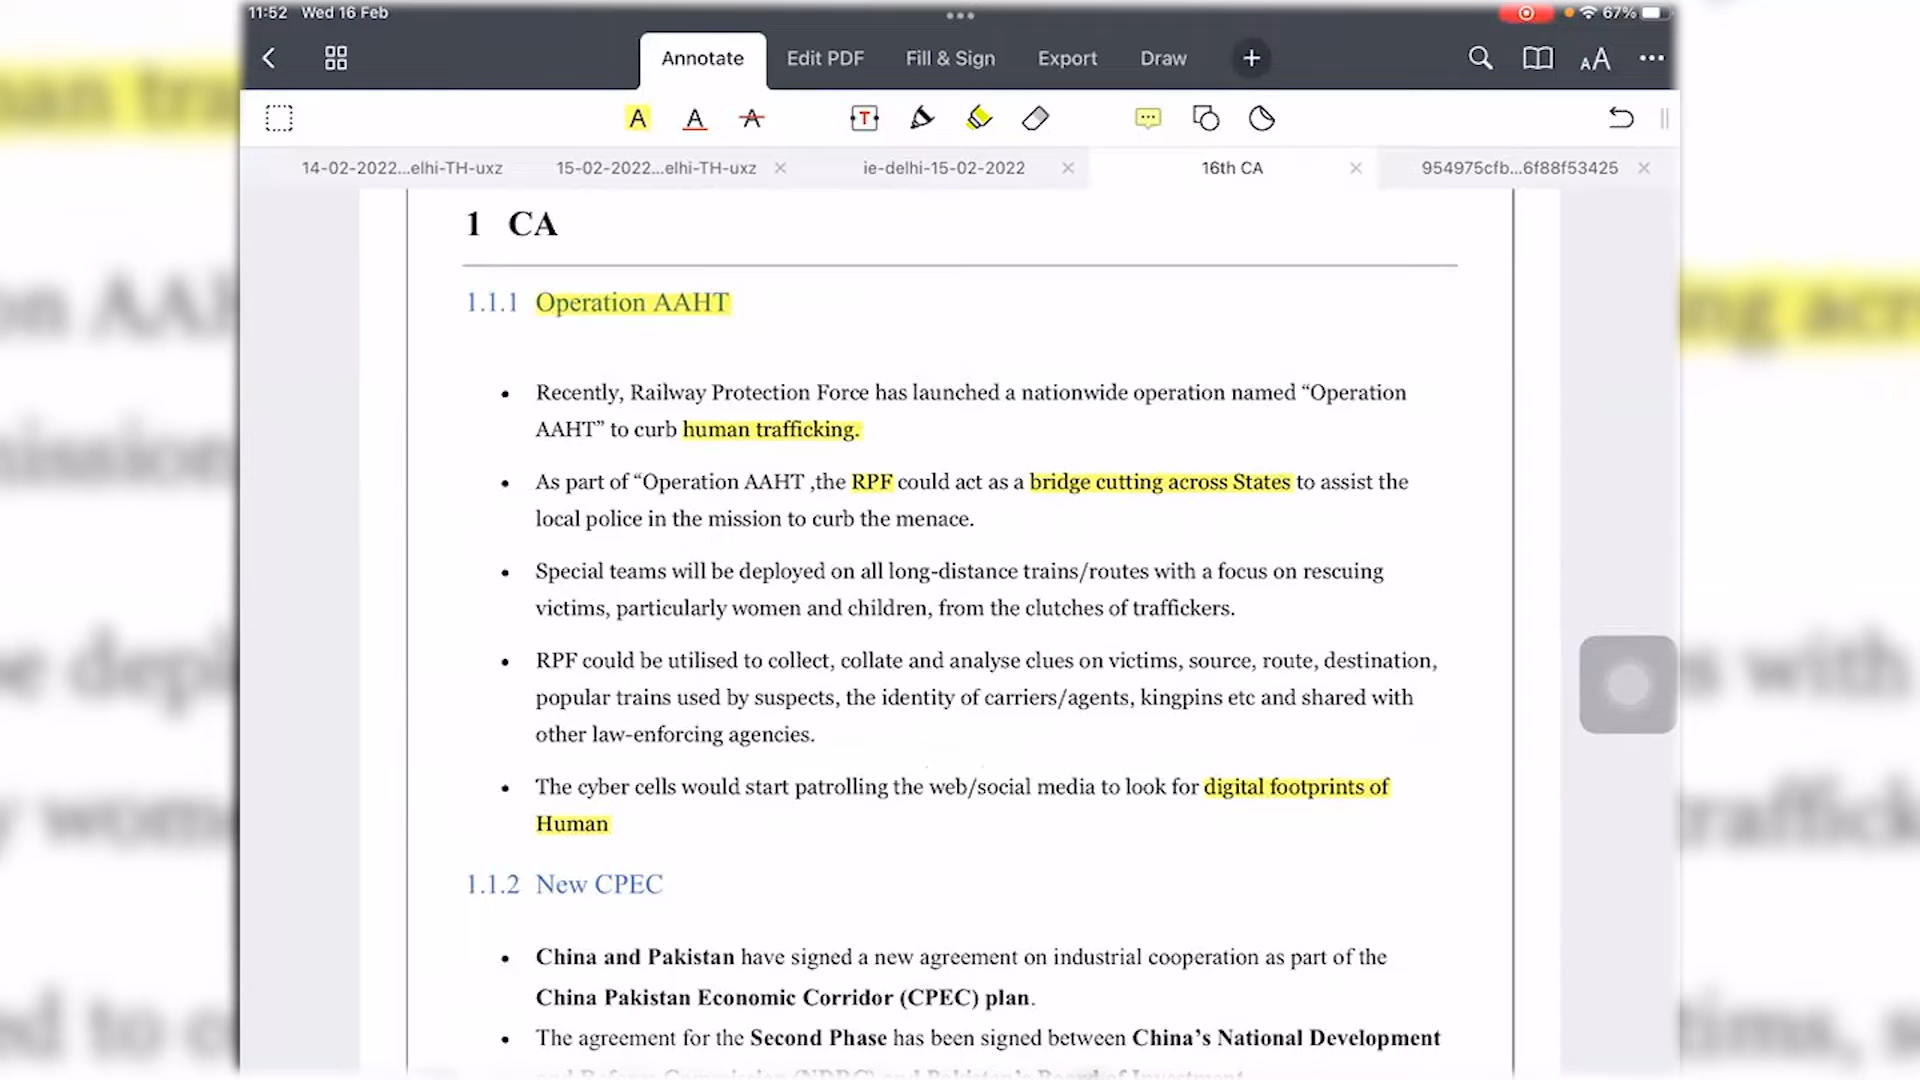 11:52 Wed 16 Feb
67%
Annotate Edit PDF Fill & Sign Export Draw
AA
A A A T
14-02-2022...elhi-TH-uxz 15-02-2022...elhi-TH-uxz ie-delhi-15-02-2022 16th CA 954975cfb...6f88f53425
1 CA
1.1.1 Operation AAHT
• Recently, Railway Protection Force has launched a nationwide operation named “Operation
AAHT” to curb human trafficking.
• As part of “Operation AAHT ,the RPF could act as a bridge cutting across States to assist the
local police in the mission to curb the menace.
• Special teams will be deployed on all long-distance trains/routes with a focus on rescuing
victims, particularly women and children, from the clutches of traffickers.
• RPF could be utilised to collect, collate and analyse clues on victims, source, route, destination,
popular trains used by suspects, the identity of carriers/agents, kingpins etc and shared with
other law-enforcing agencies.
• The cyber cells would start patrolling the web/social media to look for digital footprints of
Human
1.1.2 New CPEC
• China and Pakistan have signed a new agreement on industrial cooperation as part of the
China Pakistan Economic Corridor (CPEC) plan.
• The agreement for the Second Phase has been signed between China’s National Development
and Reform Commission (NDRC) and Pakistan’s Board of Investment